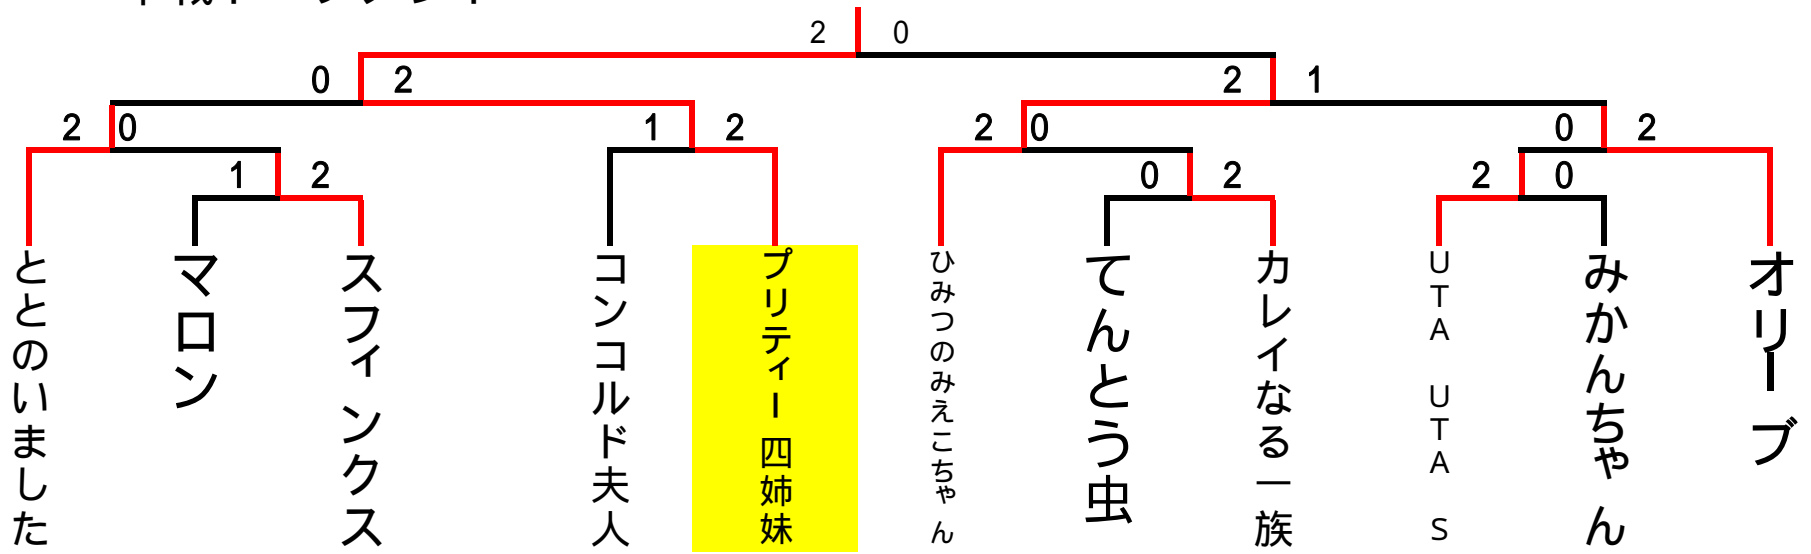 2 0
0 2 2 1
2 0 1 2 2 0 0 2
1 2 0 2 2 0
ととのいました
マロン
スフィンクス
コンコルド夫人
プリティー四姉妹
ひみつのみえこちゃん
てんとう虫
カレイなる一族
UTA UTA S
みかんちゃん
オリーブ